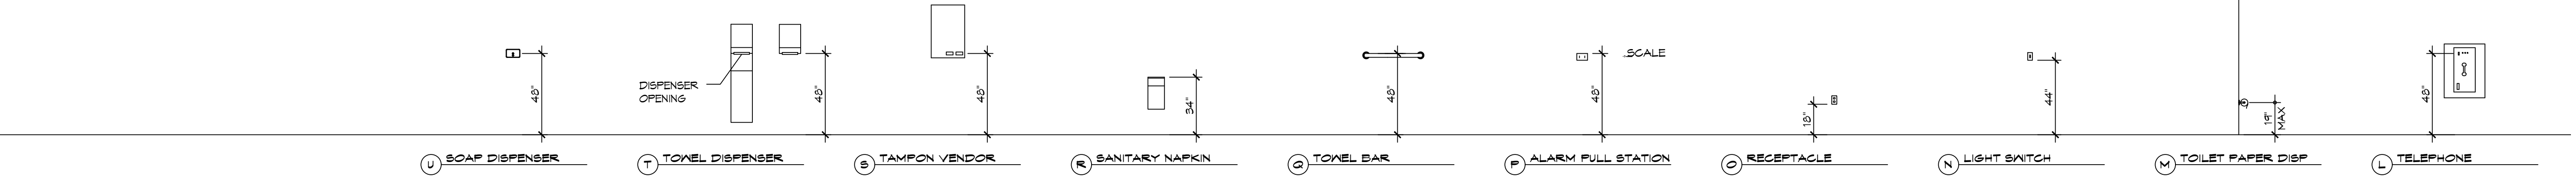 48"
DISPENSER
OPENING
48"
48"
34"
48"
48"
SCALE
18"
44"
19"
MAX
48"
U SOAP DISPENSER
T TOWEL DISPENSER
S TAMPON VENDOR
R SANITARY NAPKIN
Q TOWEL BAR
P ALARM PULL STATION
O RECEPTACLE
N LIGHT SWITCH
M TOILET PAPER DISP
L TELEPHONE